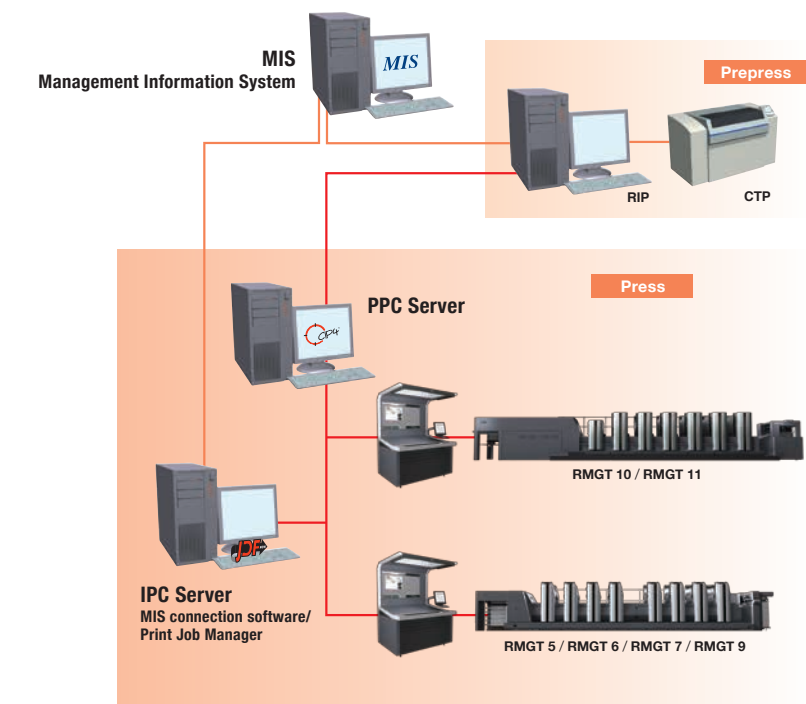 MIS
Management Information System
MIS
Prepress
RIP
CTP
Press
PPC Server
CIP4
RMGT 10 / RMGT 11
JDF
IPC Server
MIS connection software/
Print Job Manager
RMGT 5 / RMGT 6 / RMGT 7 / RMGT 9